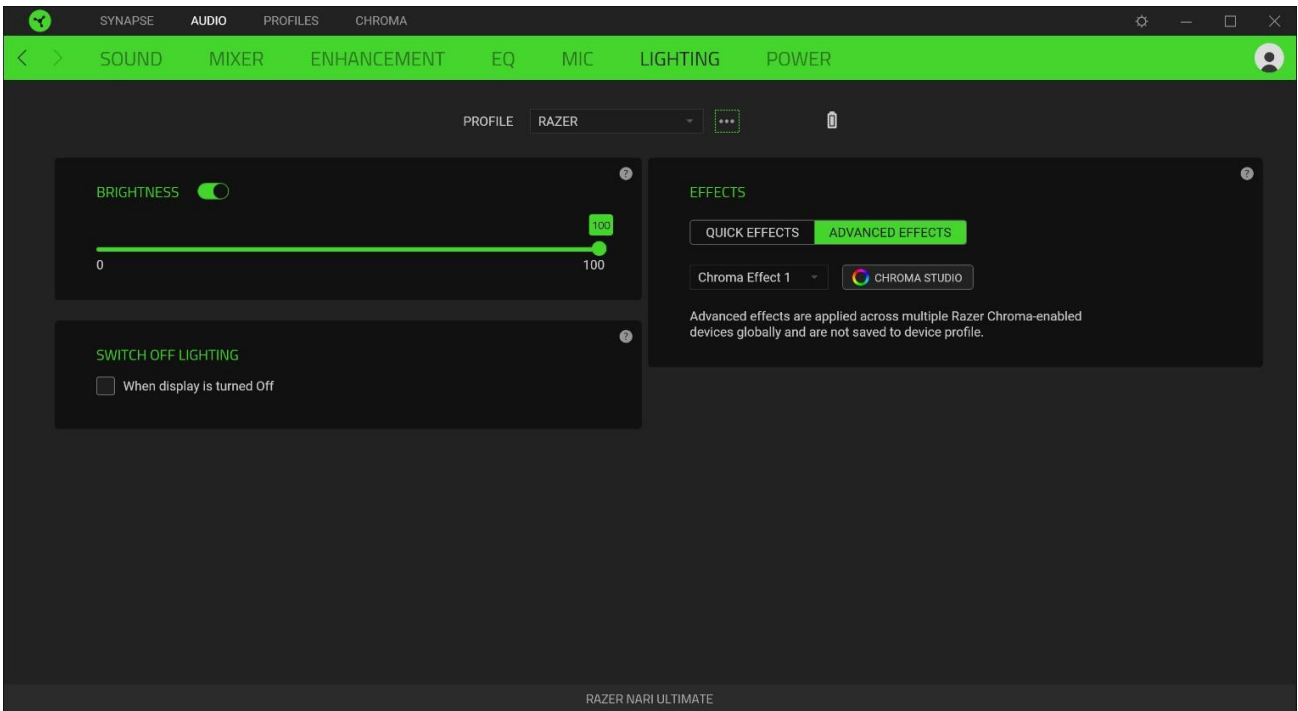 SYNAPSE AUDIO PROFILES CHROMA
SOUND MIXER ENHANCEMENT EQ MIC LIGHTING POWER
PROFILE RAZER
BRIGHTNESS
100
0 100
SWITCH OFF LIGHTING
When display is turned Off
EFFECTS
QUICK EFFECTS ADVANCED EFFECTS
Chroma Effect 1 CHROMA STUDIO
Advanced effects are applied across multiple Razer Chroma-enabled
devices globally and are not saved to device profile.
RAZER NARI ULTIMATE